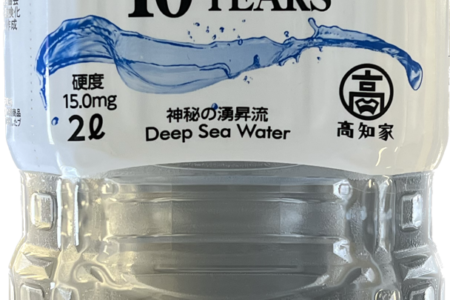 10 YEARS
硬度
15.0mg
2ℓ
神秘の湧昇流
Deep Sea Water
高
高知家